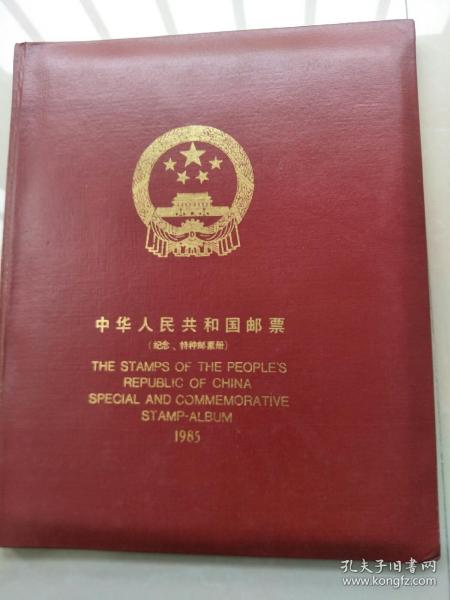 中华人民共和国邮票
(纪念、特种邮票册)
THE STAMPS OF THE PEOPLE'S
REPUBLIC OF CHINA
SPECIAL AND COMMEMORATIVE
STAMP-ALBUM
1985
孔夫子旧书网
www.kongfz.com